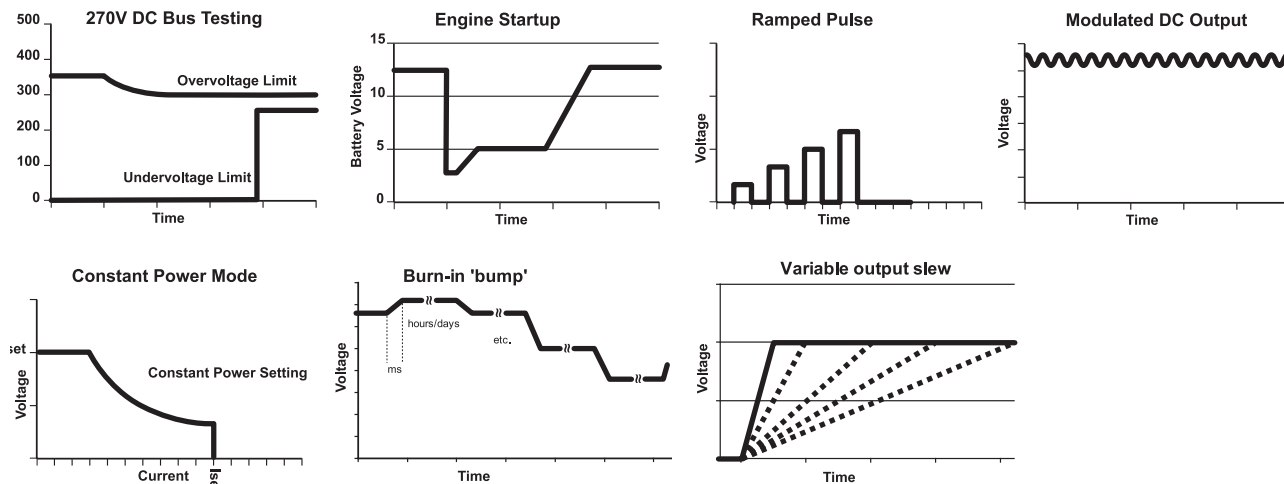 270V DC Bus Testing
500
400
300
200
100
0
Overvoltage Limit
Undervoltage Limit
Time
Engine Startup
15
10
5
0
Battery Voltage
Time
Ramped Pulse
Voltage
Time
Modulated DC Output
Voltage
Time
Constant Power Mode
set
Voltage
Constant Power Setting
Current
Burn-in 'bump'
Voltage
hours/days
ms
etc.
Time
Variable output slew
Voltage
Time